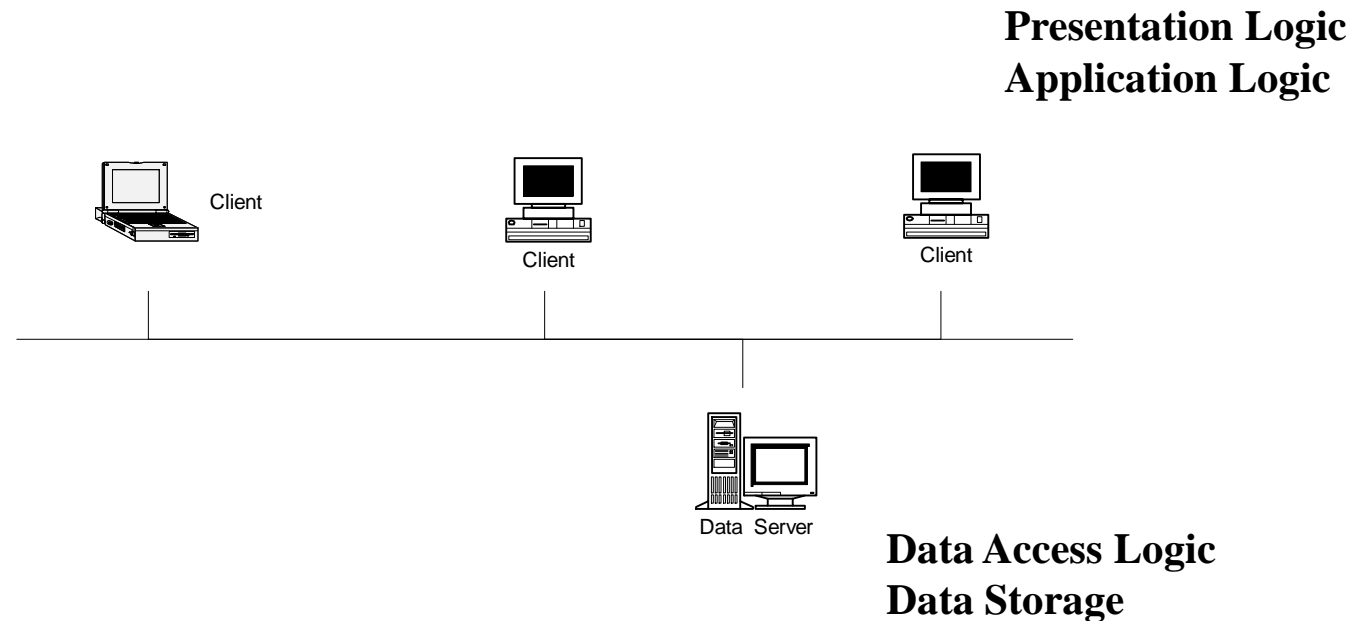 Presentation Logic
Application Logic
Client
Client
Client
Data Server
Data Access Logic
Data Storage